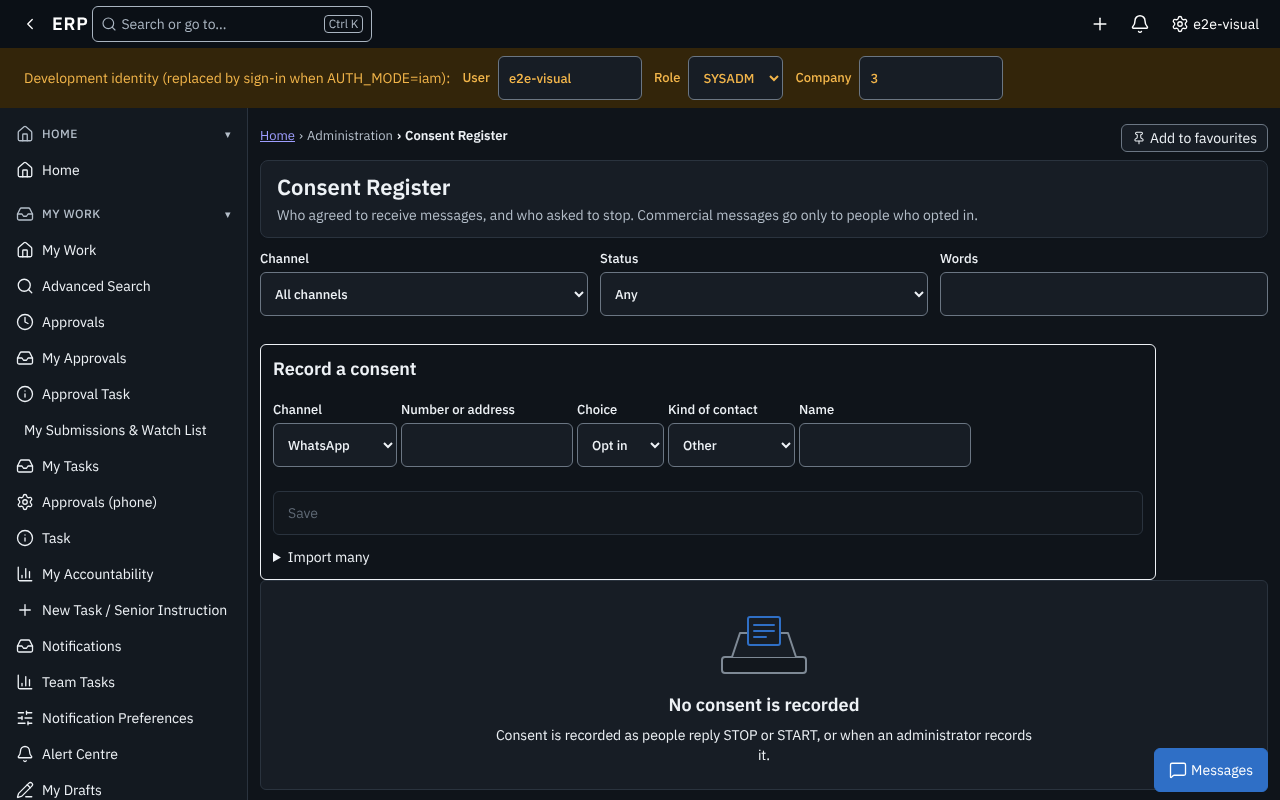 ERP
Search or go to...
Ctrl K
e2e-visual
Development identity (replaced by sign-in when AUTH_MODE=iam):
User
e2e-visual
Role
SYSADM
Company
3
HOME
Home
MY WORK
My Work
Advanced Search
Approvals
My Approvals
Approval Task
My Submissions & Watch List
My Tasks
Approvals (phone)
Task
My Accountability
New Task / Senior Instruction
Notifications
Team Tasks
Notification Preferences
Alert Centre
My Drafts
Home › Administration › Consent Register
Add to favourites
Consent Register
Who agreed to receive messages, and who asked to stop. Commercial messages go only to people who opted in.
Channel
All channels
Status
Any
Words
Record a consent
Channel
WhatsApp
Number or address
Choice
Opt in
Kind of contact
Other
Name
Save
Import many
No consent is recorded
Consent is recorded as people reply STOP or START, or when an administrator records
it.
Messages